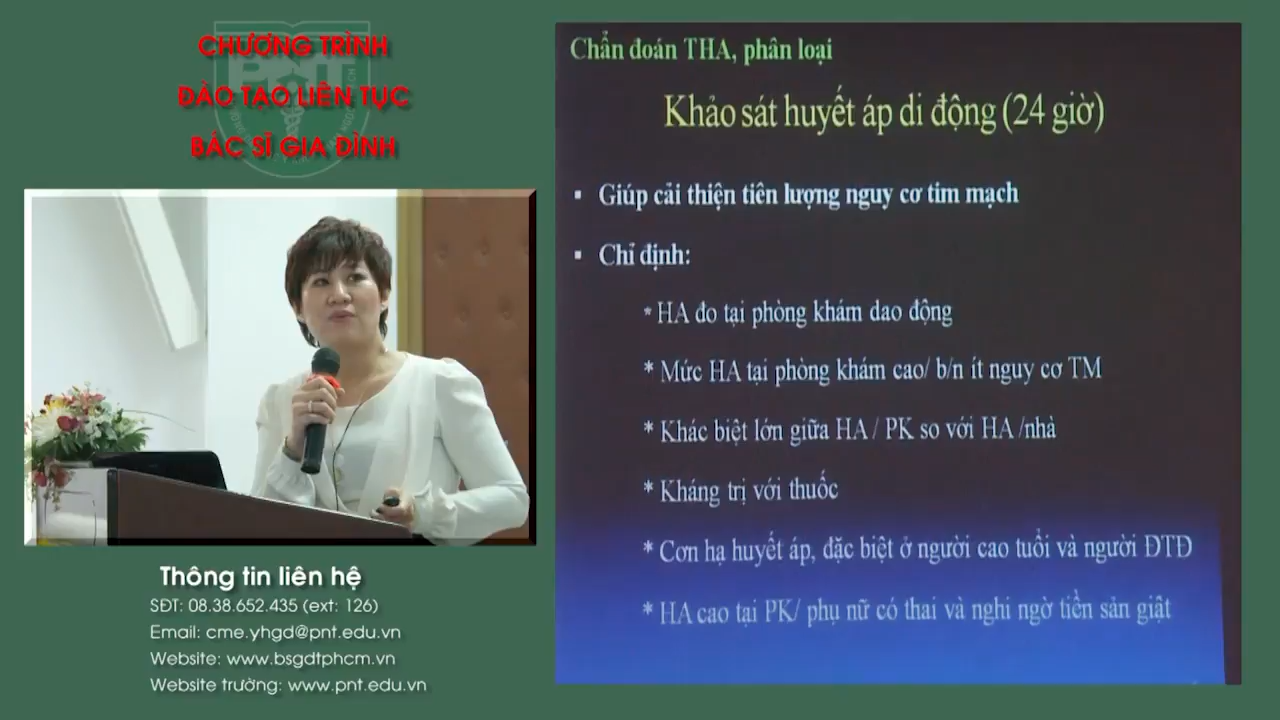 CHƯƠNG TRÌNH
ĐÀO TẠO LIÊN TỤC
BÁC SĨ GIA ĐÌNH
PNT
Thông tin liên hệ
SĐT: 08.38.652.435 (ext: 126)
Email: cme.yhgd@pnt.edu.vn
Website: www.bsgdtphcm.vn
Website trường: www.pnt.edu.vn
Chẩn đoán THA, phân loại
Khảo sát huyết áp di động (24 giờ)
▪ Giúp cải thiện tiên lượng nguy cơ tim mạch
▪ Chỉ định:
* HA đo tại phòng khám dao động
* Mức HA tại phòng khám cao/ b/n ít nguy cơ TM
* Khác biệt lớn giữa HA / PK so với HA /nhà
* Kháng trị với thuốc
* Cơn hạ huyết áp, đặc biệt ở người cao tuổi và người ĐTĐ
* HA cao tại PK/ phụ nữ có thai và nghi ngờ tiền sản giật